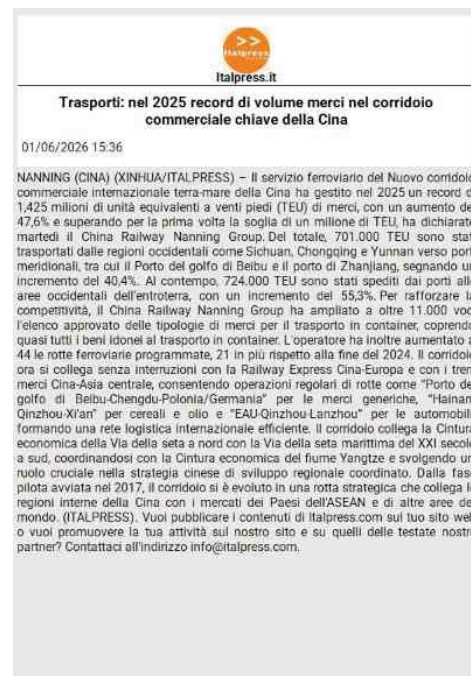 >>
Italpress
Italpress.it
Trasporti: nel 2025 record di volume merci nel corridoio
commerciale chiave della Cina
01/06/2026 15:36
NANNING (CINA) (XINHUA/ITALPRESS) – Il servizio ferroviario del Nuovo corridoio
commerciale internazionale terra-mare della Cina ha gestito nel 2025 un record d
1,425 milioni di unità equivalenti a venti piedi (TEU) di merci, con un aumento de
47,6% e superando per la prima volta la soglia di un milione di TEU, ha dichiarato
martedì il China Railway Nanning Group. Del totale, 701.000 TEU sono stat
trasportati dalle regioni occidentali come Sichuan, Chongqing e Yunnan verso port
meridionali, tra cui il Porto del golfo di Beibu e il porto di Zhanjiang, segnando un
incremento del 40,4%. Al contempo, 724.000 TEU sono stati spediti dai porti alle
aree occidentali dell'entroterra, con un incremento del 55,3%. Per rafforzare la
competitività, il China Railway Nanning Group ha ampliato a oltre 11.000 voc
l'elenco approvato delle tipologie di merci per il trasporto in container, coprendo
quasi tutti i beni idonei al trasporto in container. L'operatore ha inoltre aumentato a
44 le rotte ferroviarie programmate, 21 in più rispetto alla fine del 2024. Il corridoio
ora si collega senza interruzioni con la Railway Express Cina-Europa e con i tren
merci Cina-Asia centrale, consentendo operazioni regolari di rotte come "Porto de
golfo di Beibu-Chengdu-Polonia/Germania" per le merci generiche, "Hainan-
Qinzhou-Xi'an" per cereali e olio e "EAU-Qinzhou-Lanzhou" per le automobili
formando una rete logistica internazionale efficiente. Il corridoio collega la Cintura
economica della Via della seta a nord con la Via della seta marittima del XXI secolo
a sud, coordinandosi con la Cintura economica del fiume Yangtze e svolgendo un
ruolo cruciale nella strategia cinese di sviluppo regionale coordinato. Dalla fase
pilota avviata nel 2017, il corridoio si è evoluto in una rotta strategica che collega le
regioni interne della Cina con i mercati dei Paesi dell'ASEAN e di altre aree de
mondo. (ITALPRESS). Vuoi pubblicare i contenuti di Italpress.com sul tuo sito web
o vuoi promuovere la tua attività sul nostro sito e su quelli delle testate nostre
partner? Contattaci all'indirizzo info@italpress.com.